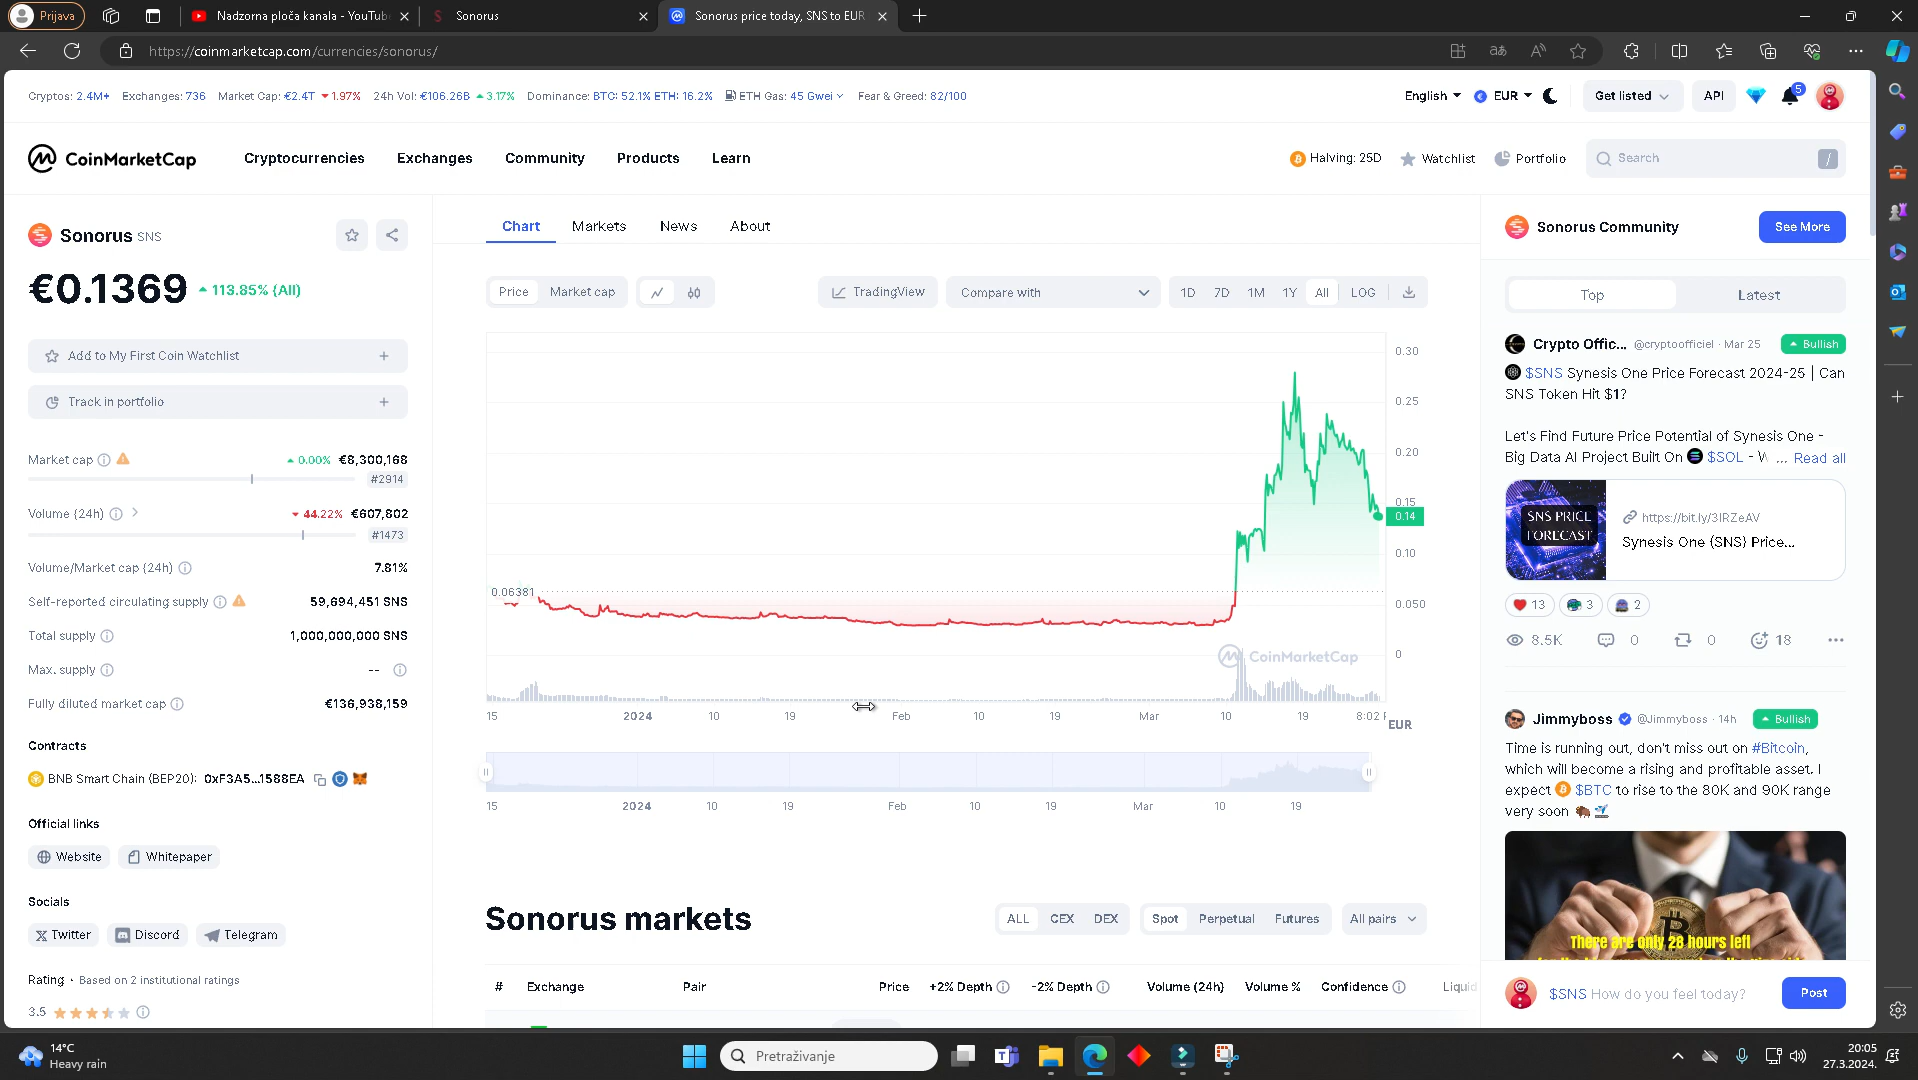 Prijava
Nadzorna ploča kanala - YouTub
Sonorus
Sonorus price today, SNS to EUR
https://coinmarketcap.com/currencies/sonorus/
Cryptos: 2.4M+ Exchanges: 736 Market Cap: €2.4T 1.97% 24h Vol: €106.26B 3.17% Dominance: BTC: 52.1% ETH: 16.2% ETH Gas: 45 Gwei Fear & Greed: 82/100
English EUR Get listed API 5
CoinMarketCap
Cryptocurrencies Exchanges Community Products Learn
Halving: 25D Watchlist Portfolio Search /
Sonorus SNS
€0.1369 113.85% (All)
Add to My First Coin Watchlist +
Track in portfolio +
Market cap 0.00% €8,300,168
#2914
Volume (24h) 44.22% €607,802
#1473
Volume/Market cap (24h) 7.81%
Self-reported circulating supply 59,694,451 SNS
Total supply 1,000,000,000 SNS
Max. supply --
Fully diluted market cap €136,938,159
Contracts
BNB Smart Chain (BEP20): 0xF3A5...1588EA
Official links
Website Whitepaper
Socials
Twitter Discord Telegram
Rating · Based on 2 institutional ratings
3.5
Chart Markets News About
Price Market cap TradingView Compare with 1D 7D 1M 1Y All LOG
0.30
0.25
0.20
0.15
0.14
0.10
0.06381
0.050
0
CoinMarketCap
15 2024 10 19 Feb 10 19 Mar 10 19 8:02 P
EUR
15 2024 10 19 Feb 10 19 Mar 10 19
Sonorus markets
ALL CEX DEX Spot Perpetual Futures All pairs
# Exchange Pair Price +2% Depth -2% Depth Volume (24h) Volume % Confidence Liquid
Sonorus Community See More
Top Latest
Crypto Offic... @cryptoofficiel · Mar 25 Bullish
$SNS Synesis One Price Forecast 2024-25 | Can
SNS Token Hit $1?
Let's Find Future Price Potential of Synesis One -
Big Data AI Project Built On $SOL - W ... Read all
SNS PRICE
FORECAST
https://bit.ly/3IRZeAV
Synesis One (SNS) Price...
13 3 2
8.5K 0 0 18
Jimmyboss @Jimmyboss · 14h Bullish
Time is running out, don't miss out on #Bitcoin,
which will become a rising and profitable asset. I
expect $BTC to rise to the 80K and 90K range
very soon
There are only 28 hours left
$SNS How do you feel today? Post
14°C
Heavy rain
Pretraživanje
20:05
27.3.2024.